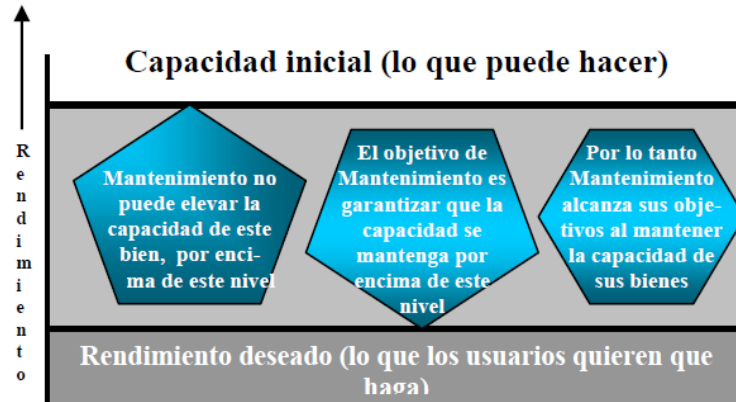 Capacidad inicial (lo que puede hacer)
Rendimiento
Mantenimiento no
puede elevar la
capacidad de este
bien, por enci-
ma de este nivel
El objetivo de
Mantenimiento es
garantizar que la
capacidad se
mantenga por
encima de este
nivel
Por lo tanto
Mantenimiento
alcanza sus obje-
tivos al mantener
la capacidad de
sus bienes
Rendimiento deseado (lo que los usuarios quieren que
haga)